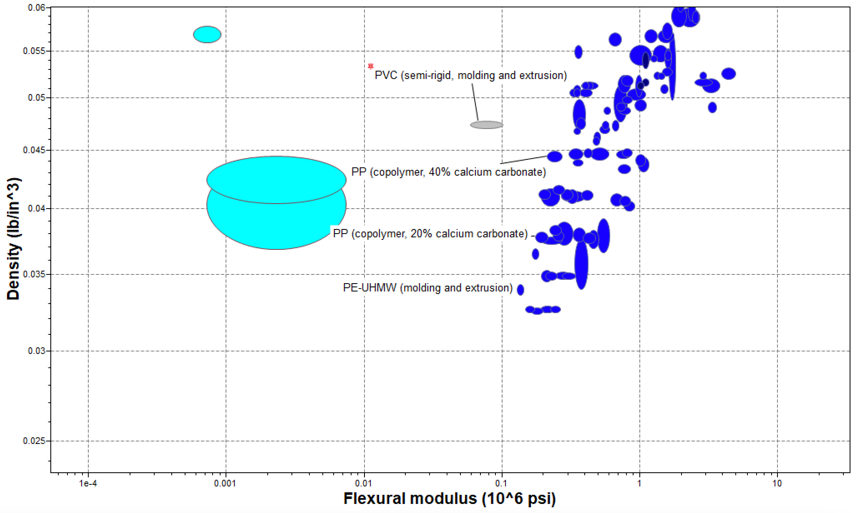 0.06
0.055
PVC (semi-rigid, molding and extrusion)
0.05
0.045
PP (copolymer, 40% calcium carbonate)
0.04
PP (copolymer, 20% calcium carbonate)
0.035
PE-UHMW (molding and extrusion)
0.03
0.025
Density (lb/in^3)
1e-4
0.001
0.01
0.1
1
10
Flexural modulus (10^6 psi)